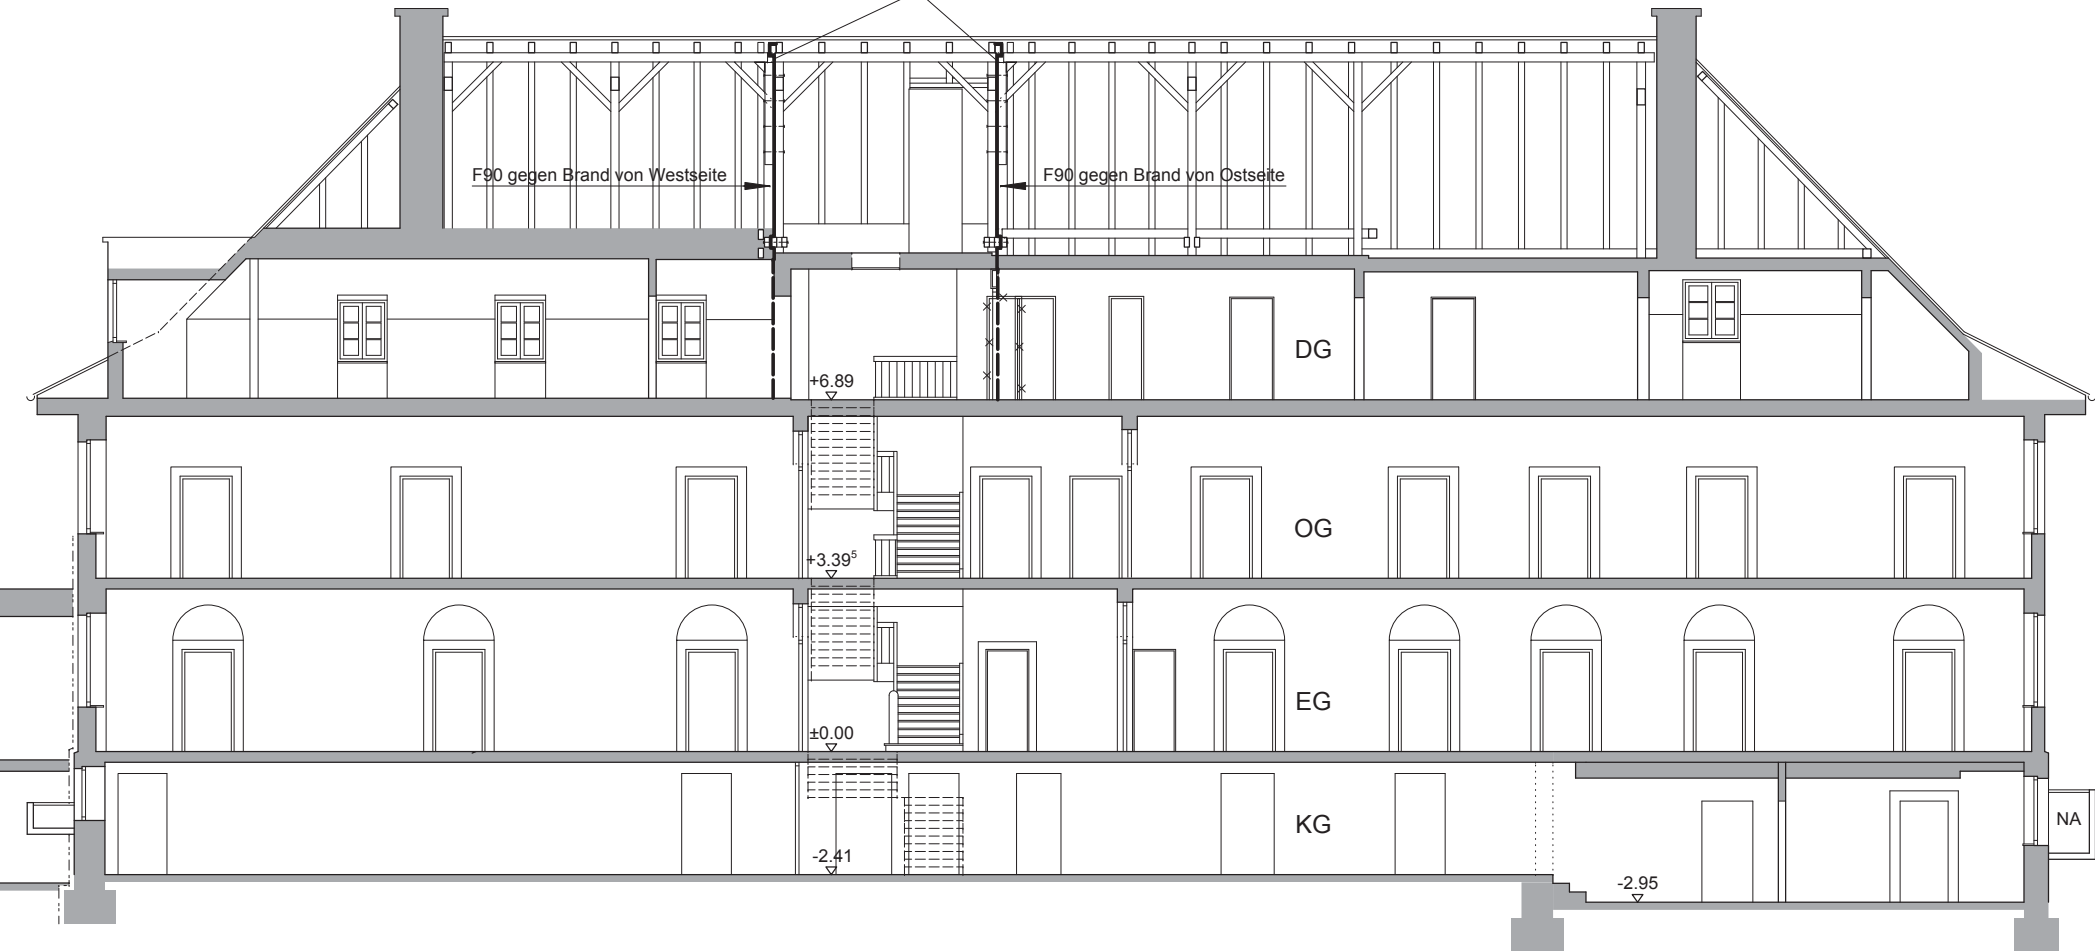 F90 gegen Brand von Westseite
F90 gegen Brand von Ostseite
DG
+6.89
OG
+3.39⁵
EG
±0.00
KG
NA
-2.41
-2.95